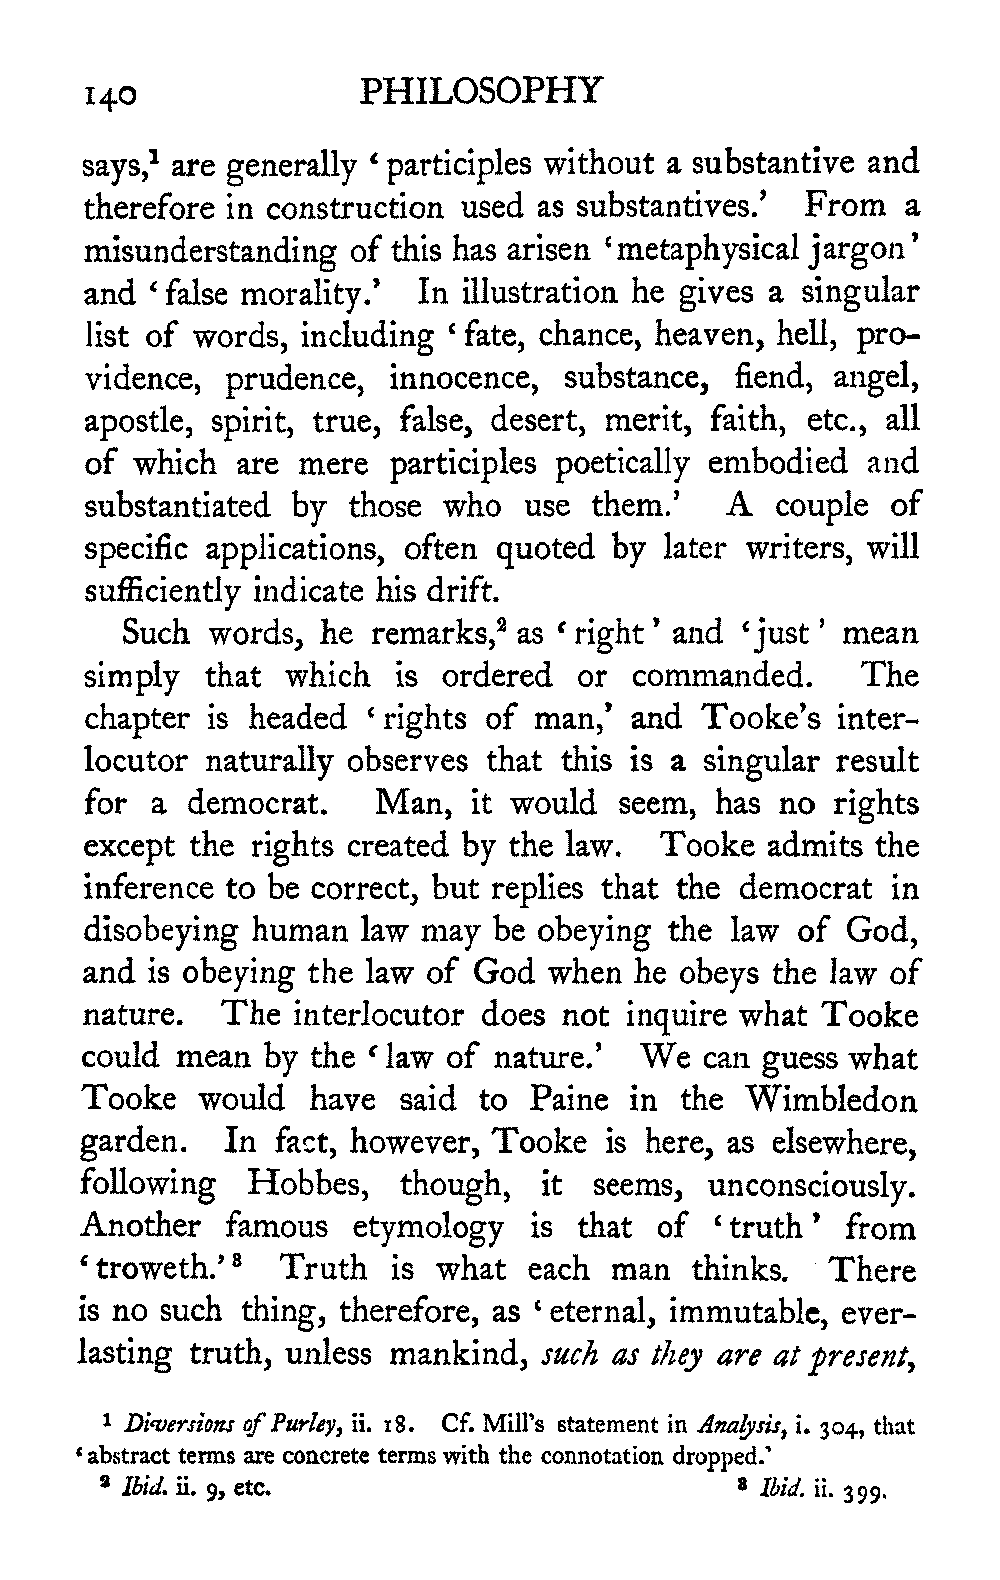 140 PHILOSOPHY
says,¹ are generally ‘participles without a substantive and
therefore in construction used as substantives.’ From a
misunderstanding of this has arisen ‘metaphysical jargon’
and ‘false morality.’ In illustration he gives a singular
list of words, including ‘fate, chance, heaven, hell, pro-
vidence, prudence, innocence, substance, fiend, angel,
apostle, spirit, true, false, desert, merit, faith, etc., all
of which are mere participles poetically embodied and
substantiated by those who use them.’ A couple of
specific applications, often quoted by later writers, will
sufficiently indicate his drift.
Such words, he remarks,² as ‘right’ and ‘just’ mean
simply that which is ordered or commanded. The
chapter is headed ‘rights of man,’ and Tooke’s inter-
locutor naturally observes that this is a singular result
for a democrat. Man, it would seem, has no rights
except the rights created by the law. Tooke admits the
inference to be correct, but replies that the democrat in
disobeying human law may be obeying the law of God,
and is obeying the law of God when he obeys the law of
nature. The interlocutor does not inquire what Tooke
could mean by the ‘law of nature.’ We can guess what
Tooke would have said to Paine in the Wimbledon
garden. In fact, however, Tooke is here, as elsewhere,
following Hobbes, though, it seems, unconsciously.
Another famous etymology is that of ‘truth’ from
‘troweth.’³ Truth is what each man thinks. There
is no such thing, therefore, as ‘eternal, immutable, ever-
lasting truth, unless mankind, such as they are at present,
¹ Diversions of Purley, ii. 18. Cf. Mill’s statement in Analysis, i. 304, that
‘abstract terms are concrete terms with the connotation dropped.’
² Ibid. ii. 9, etc. ³ Ibid. ii. 399.